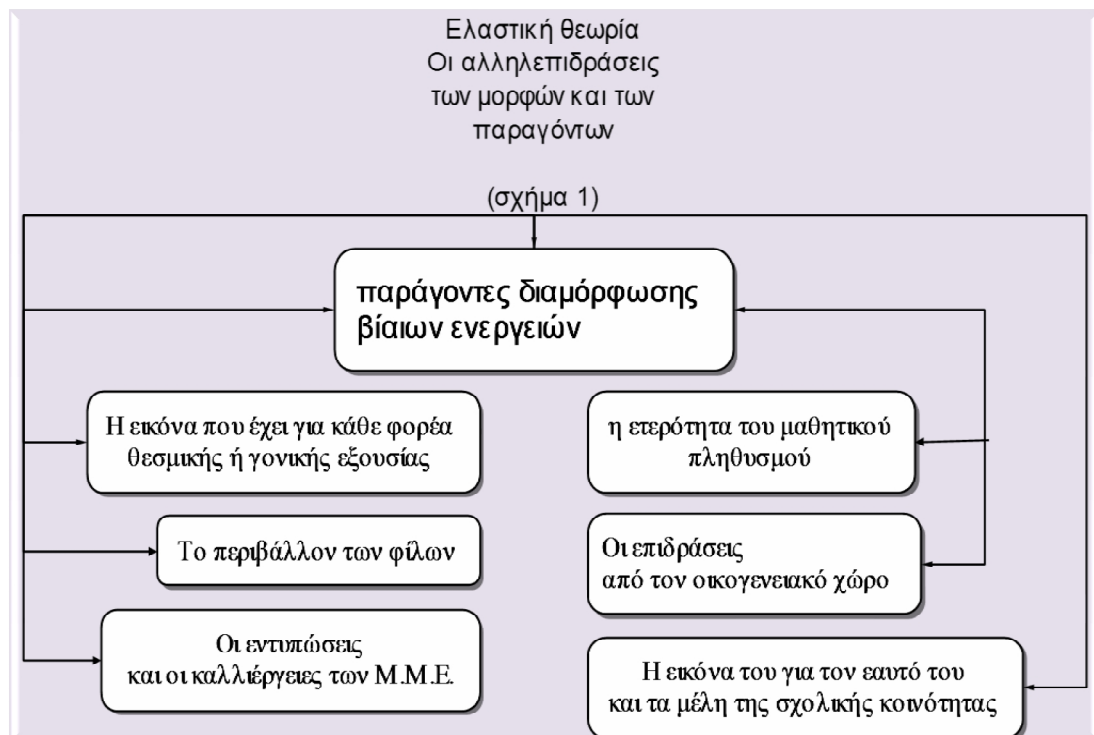 Ελαστική θεωρία
Οι αλληλεπιδράσεις
των μορφών και των
παραγόντων
(σχήμα 1)
παράγοντες διαμόρφωσης
βίαιων ενεργειών
Η εικόνα που έχει για κάθε φορέα
θεσμικής ή γονικής εξουσίας
η ετερότητα του μαθητικού
πληθυσμού
Το περιβάλλον των φίλων
Οι επιδράσεις
από τον οικογενειακό χώρο
Οι εντυπώσεις
και οι καλλιέργειες των Μ.Μ.Ε.
Η εικόνα του για τον εαυτό του
και τα μέλη της σχολικής κοινότητας